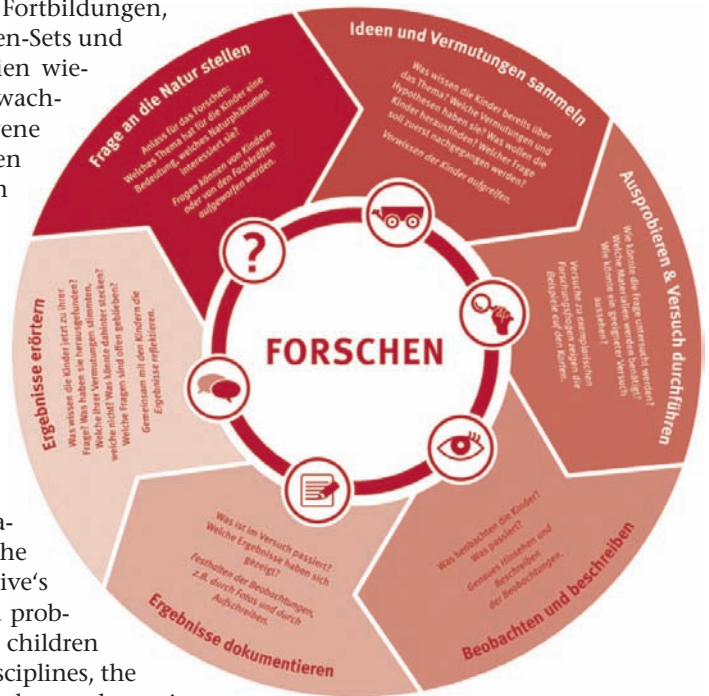 Fortbildungen,
en-Sets und
ien wie-
wach-
ene
en
Frage an die Natur stellen
Anlass für das Forschen:
Welches Thema hat für die Kinder eine
Bedeutung, welches Naturphänomen
interessiert sie?
Fragen können von Kindern
oder von den Fachkräften
aufgeworfen werden.
Ideen und Vermutungen sammeln
Was wissen die Kinder bereits über
das Thema? Welche Vermutungen und
Hypothesen haben sie? Was wollen die
Kinder herausfinden? Welcher Frage
soll zuerst nachgegangen werden?
Vorwissen der Kinder aufgreifen.
Ausprobieren & Versuch durchführen
Wie könnte die Frage untersucht werden?
Welche Materialien werden benötigt?
Wie könnte ein geeigneter Versuch
aussehen?
Versuche zu exemplarischen
Forschungsfragen zeigen die
Beispiele auf den Karten.
Beobachten und beschreiben
Was beobachten die Kinder?
Was passiert?
Genaues Hinsehen und
Beschreiben
der Beobachtungen.
Ergebnisse dokumentieren
Was ist im Versuch passiert?
Welche Ergebnisse haben sich
gezeigt?
Festhalten der Beobachtungen,
z.B. durch Fotos und durch
Aufschreiben.
Ergebnisse erörtern
Was wissen die Kinder jetzt zu ihrer
Frage? Was haben sie herausgefunden?
Welche ihrer Vermutungen stimmten,
welche nicht? Was könnte dahinter stecken?
Welche Fragen sind offen geblieben?
Gemeinsam mit den Kindern die
Ergebnisse reflektieren.
?
FORSCHEN
a-
he
ive's
prob-
children
sciplines, the